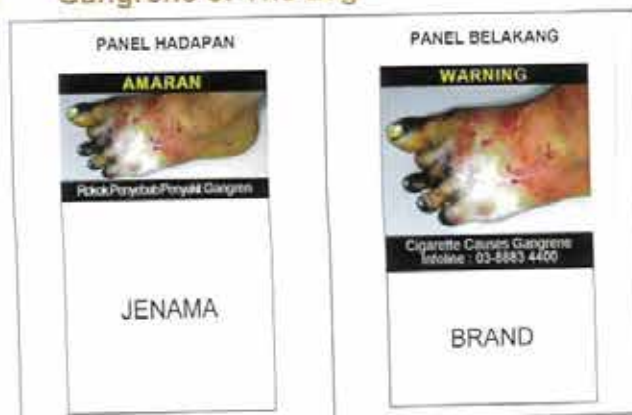 PANEL HADAPAN
AMARAN
Rokok Penyebab Penyakit Gangren
JENAMA
PANEL BELAKANG
WARNING
Cigarette Causes Gangrene
Infoline : 03-8883 4400
BRAND